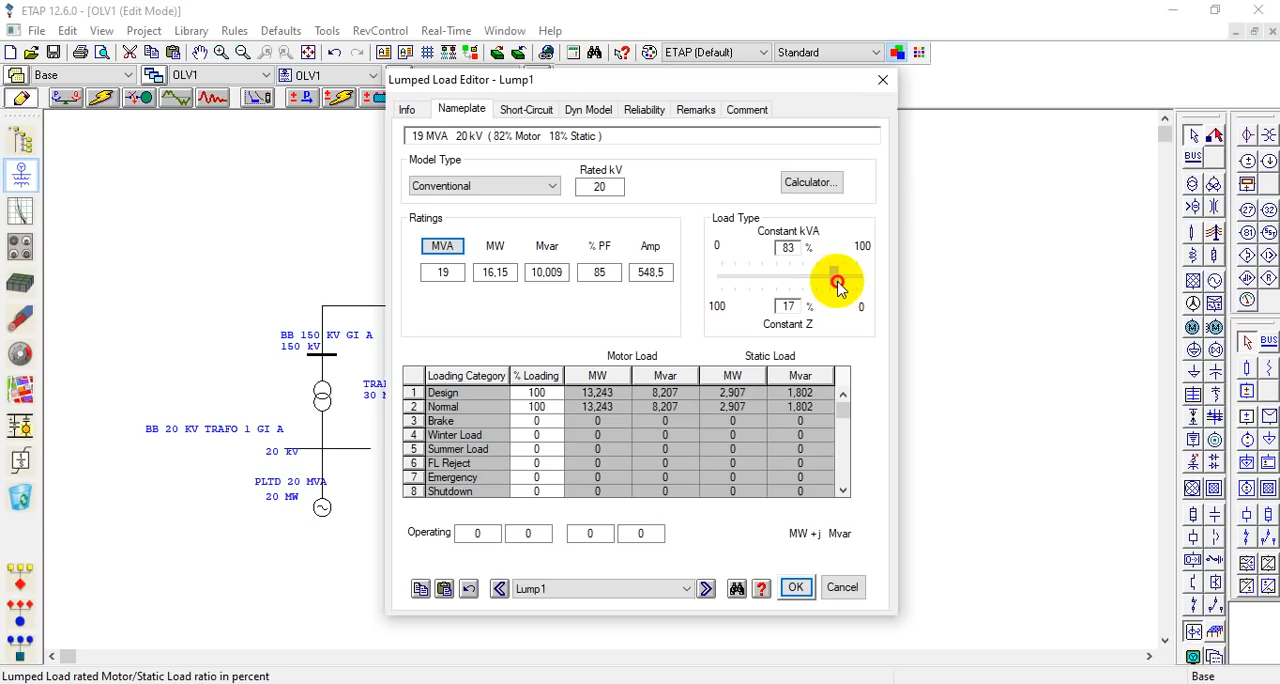 ETAP 12.6.0 - [OLV1 (Edit Mode)]
File Edit View Project Library Rules Defaults Tools RevControl Real-Time Window Help
ETAP (Default) Standard
Base OLV1 OLV1
Lumped Load Editor - Lump1
Info Nameplate Short-Circuit Dyn Model Reliability Remarks Comment
19 MVA 20 kV ( 82% Motor 18% Static )
Model Type
Conventional
Rated kV
20
Calculator...
Ratings
MVA MW Mvar % PF Amp
19 16,15 10,009 85 548,5
Load Type
Constant kVA
0 83 % 100
100 17 % 0
Constant Z
Motor Load Static Load
Loading Category % Loading MW Mvar MW Mvar
1 Design 100 13,243 8,207 2,907 1,802
2 Normal 100 13,243 8,207 2,907 1,802
3 Brake 0 0 0 0 0
4 Winter Load 0 0 0 0 0
5 Summer Load 0 0 0 0 0
6 FL Reject 0 0 0 0 0
7 Emergency 0 0 0 0 0
8 Shutdown 0 0 0 0 0
Operating 0 0 0 0 MW +j Mvar
Lump1 OK Cancel
BB 150 KV GI A
150 kV
TRA
30 M
BB 20 KV TRAFO 1 GI A
20 kV
PLTD 20 MVA
20 MW
BUS
BUS
Lumped Load rated Motor/Static Load ratio in percent
Base